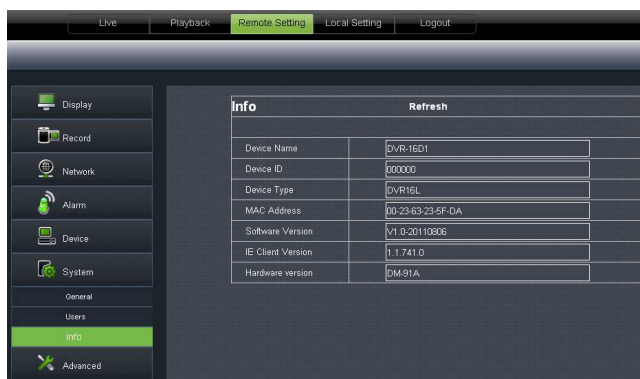 Live Playback Remote Setting Local Setting Logout
Display
Record
Network
Alarm
Device
System
General
Users
Info
Advanced
Info Refresh
Device Name DVR-16D1
Device ID 000000
Device Type DVR16L
MAC Address 00-23-63-23-5F-DA
Software Version V1.0-20110806
IE Client Version 1.1.741.0
Hardware version DM-91A